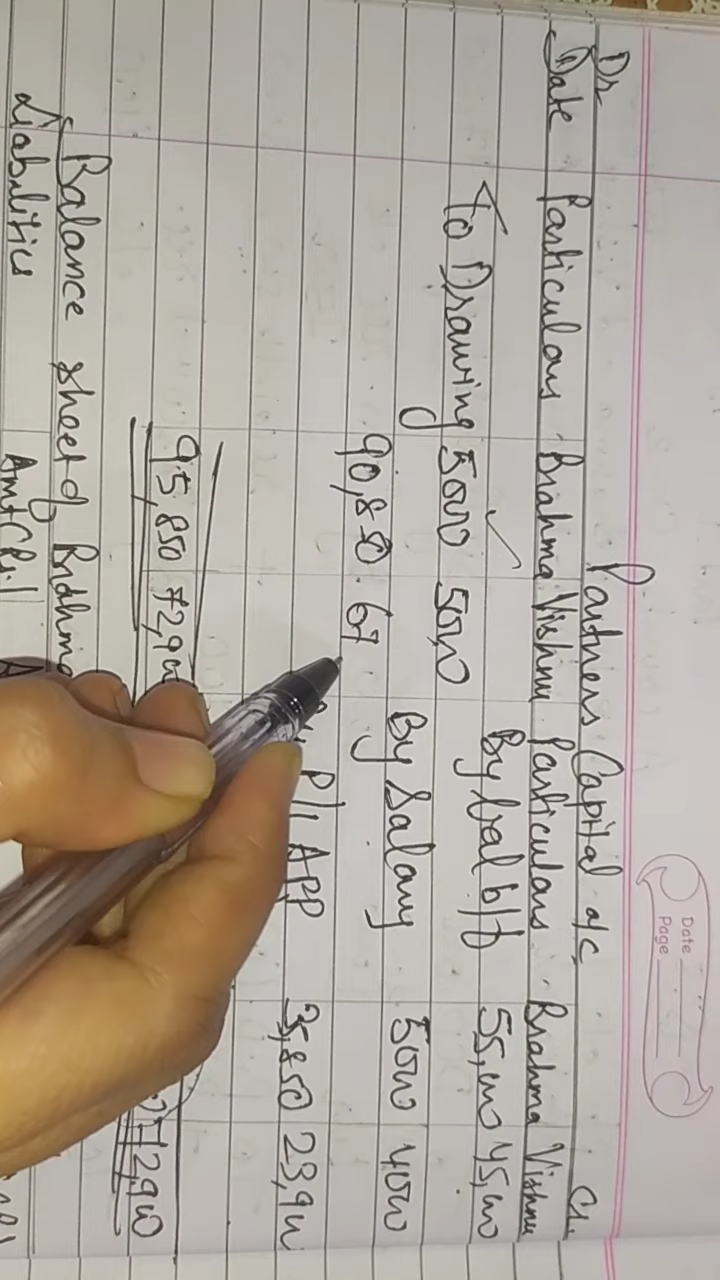 Date
Page
Partners Capital a/c
Dr. Cr.
Date Particulars Brahma Vishnu Particulars Brahma Vishnu
To Drawing 5000 5000 By bal b/f 55,000 45,000
By Salary 5000 4000
90,850 67
P/L APP 35,850 23,900
95,850 72,900 72,900
Balance sheet of Brahma
Liabilities